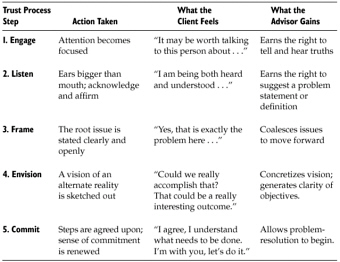 Trust Process
Step
Action Taken
What the
Client Feels
What the
Advisor Gains
1. Engage
Attention becomes
focused
“It may be worth talking
to this person about . . .”
Earns the right to
tell and hear truths
2. Listen
Ears bigger than
mouth; acknowledge
and affirm
“I am being both heard
and understood . . .”
Earns the right to
suggest a problem
statement or
definition
3. Frame
The root issue is
stated clearly and
openly
“Yes, that is exactly the
problem here . . .”
Coalesces issues
to move forward
4. Envision
A vision of an
alternate reality
is sketched out
“Could we really
accomplish that?
That could be a really
interesting outcome.”
Concretizes vision;
generates clarity of
objectives.
5. Commit
Steps are agreed upon;
sense of commitment
is renewed
“I agree, I understand
what needs to be done.
I’m with you, let’s do it.”
Allows problem-
resolution to begin.